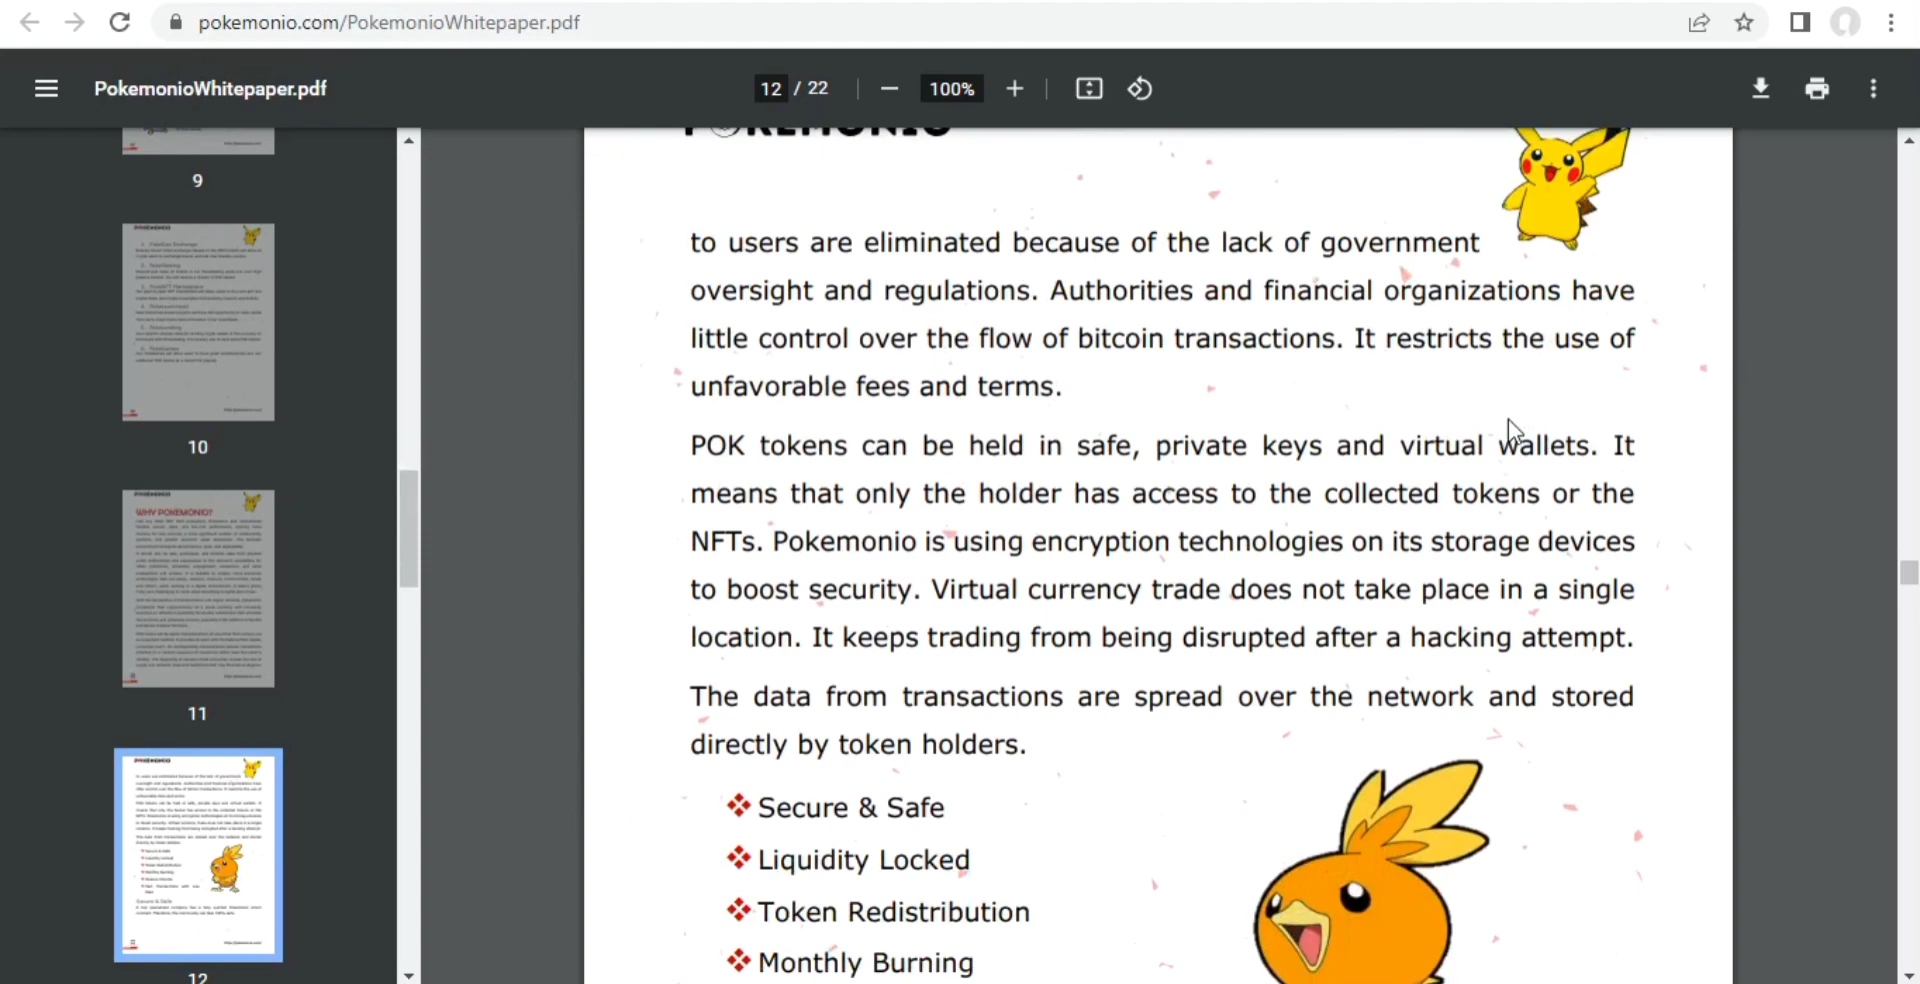 pokemonio.com/PokemonioWhitepaper.pdf
PokemonioWhitepaper.pdf
12 / 22
100%
9
10
WHY POKEMONIO?
11
12
POKEMONIO
to users are eliminated because of the lack of government
oversight and regulations. Authorities and financial organizations have
little control over the flow of bitcoin transactions. It restricts the use of
unfavorable fees and terms.
POK tokens can be held in safe, private keys and virtual wallets. It
means that only the holder has access to the collected tokens or the
NFTs. Pokemonio is using encryption technologies on its storage devices
to boost security. Virtual currency trade does not take place in a single
location. It keeps trading from being disrupted after a hacking attempt.
The data from transactions are spread over the network and stored
directly by token holders.
❖ Secure & Safe
❖ Liquidity Locked
❖ Token Redistribution
❖ Monthly Burning